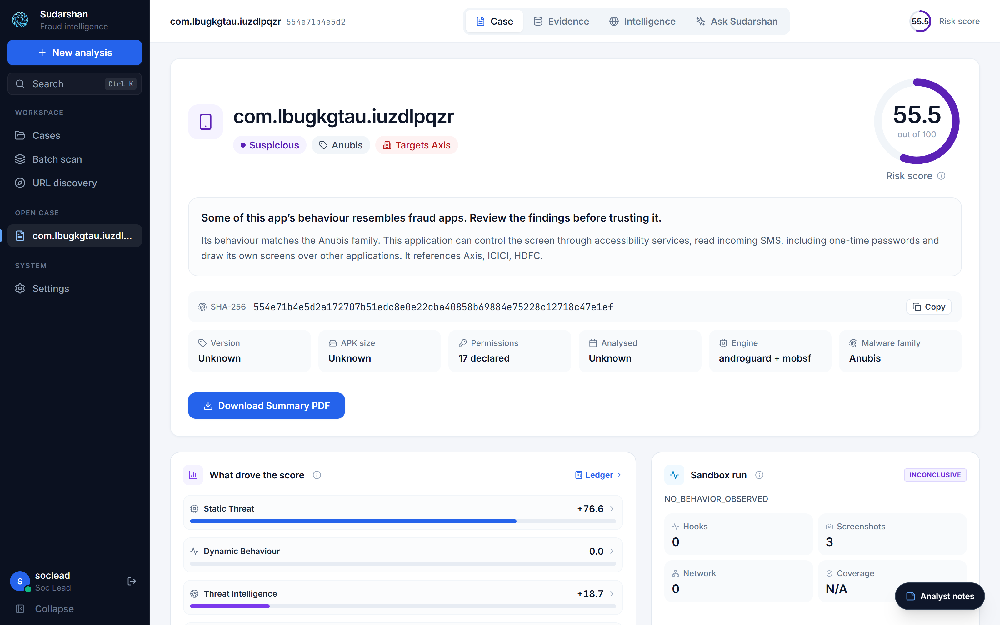 Sudarshan
Fraud intelligence
New analysis
Search
Ctrl K
WORKSPACE
Cases
Batch scan
URL discovery
OPEN CASE
com.lbugkgtau.iuzdl...
SYSTEM
Settings
S
soclead
Soc Lead
Collapse
com.lbugkgtau.iuzdlpqzr 554e71b4e5d2
Case
Evidence
Intelligence
Ask Sudarshan
55.5
Risk score
com.lbugkgtau.iuzdlpqzr
Suspicious
Anubis
Targets Axis
55.5
out of 100
Risk score
Some of this app’s behaviour resembles fraud apps. Review the findings before trusting it.
Its behaviour matches the Anubis family. This application can control the screen through accessibility services, read incoming SMS, including one-time passwords and
draw its own screens over other applications. It references Axis, ICICI, HDFC.
SHA-256 554e71b4e5d2a172707b51edc8e0e22cba40858b69884e75228c12718c47e1ef
Copy
Version
Unknown
APK size
Unknown
Permissions
17 declared
Analysed
Unknown
Engine
androguard + mobsf
Malware family
Anubis
Download Summary PDF
What drove the score
Ledger
Static Threat
+76.6
Dynamic Behaviour
0.0
Threat Intelligence
+18.7
Sandbox run
INCONCLUSIVE
NO_BEHAVIOR_OBSERVED
Hooks
0
Screenshots
3
Network
0
Coverage
N/A
Analyst notes